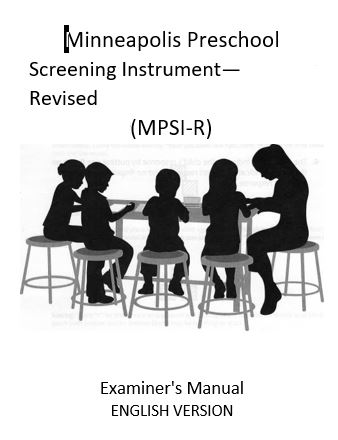 Minneapolis Preschool
Screening Instrument—
Revised
(MPSI-R)
Examiner's Manual
ENGLISH VERSION